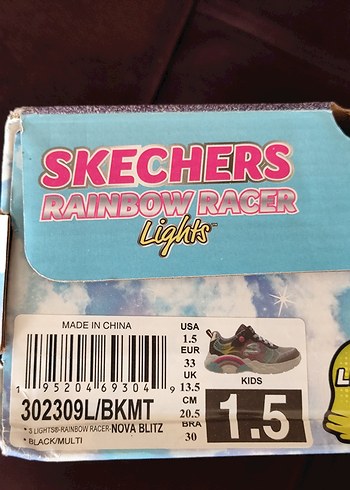 SKECHERS
RAINBOW RACER
Lights™
MADE IN CHINA
1 95204 69304 9
302309L/BKMT
* S LIGHTS®-RAINBOW RACER-NOVA BLITZ
* BLACK/MULTI
USA
1.5
EUR
33
UK
13.5
CM
20.5
BRA
30
KIDS
1.5
L